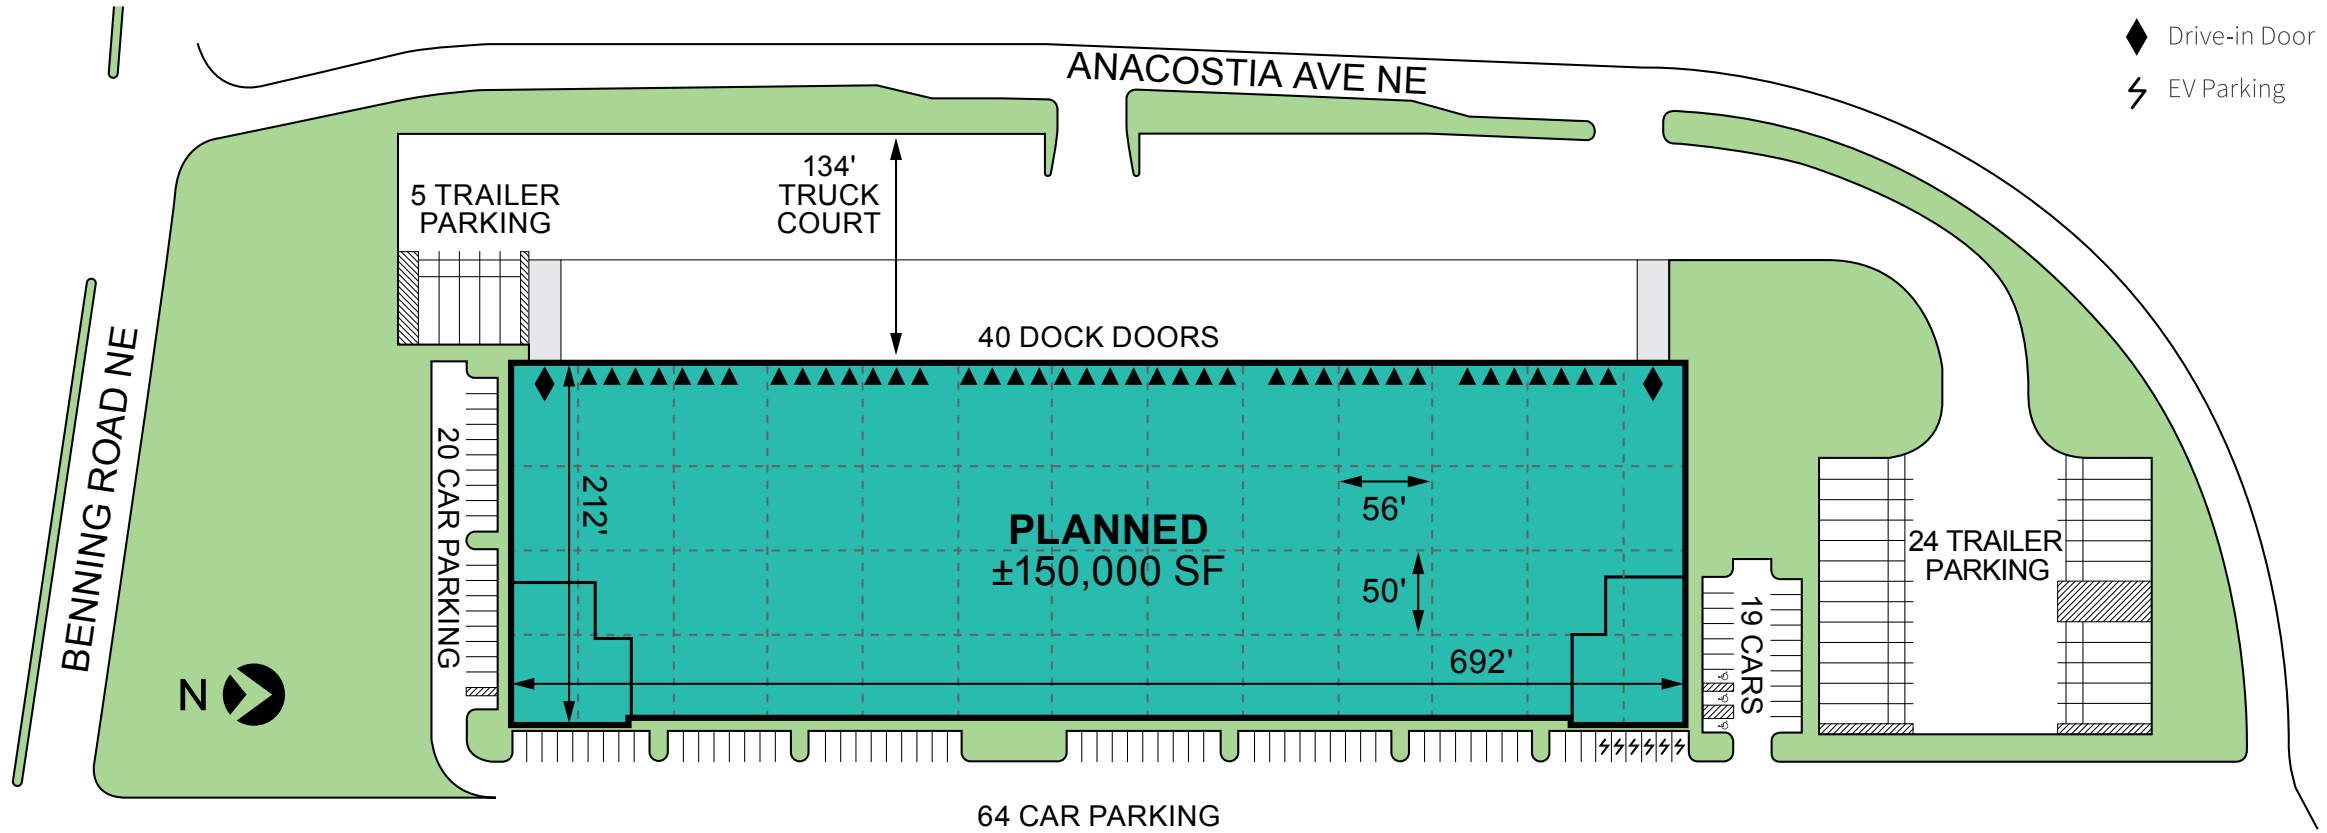 Drive-in Door
EV Parking
ANACOSTIA AVE NE
134'
TRUCK
COURT
5 TRAILER
PARKING
40 DOCK DOORS
BENNING ROAD NE
20 CAR PARKING
212'
56'
PLANNED
±150,000 SF
50'
24 TRAILER
PARKING
19 CARS
692'
N
64 CAR PARKING